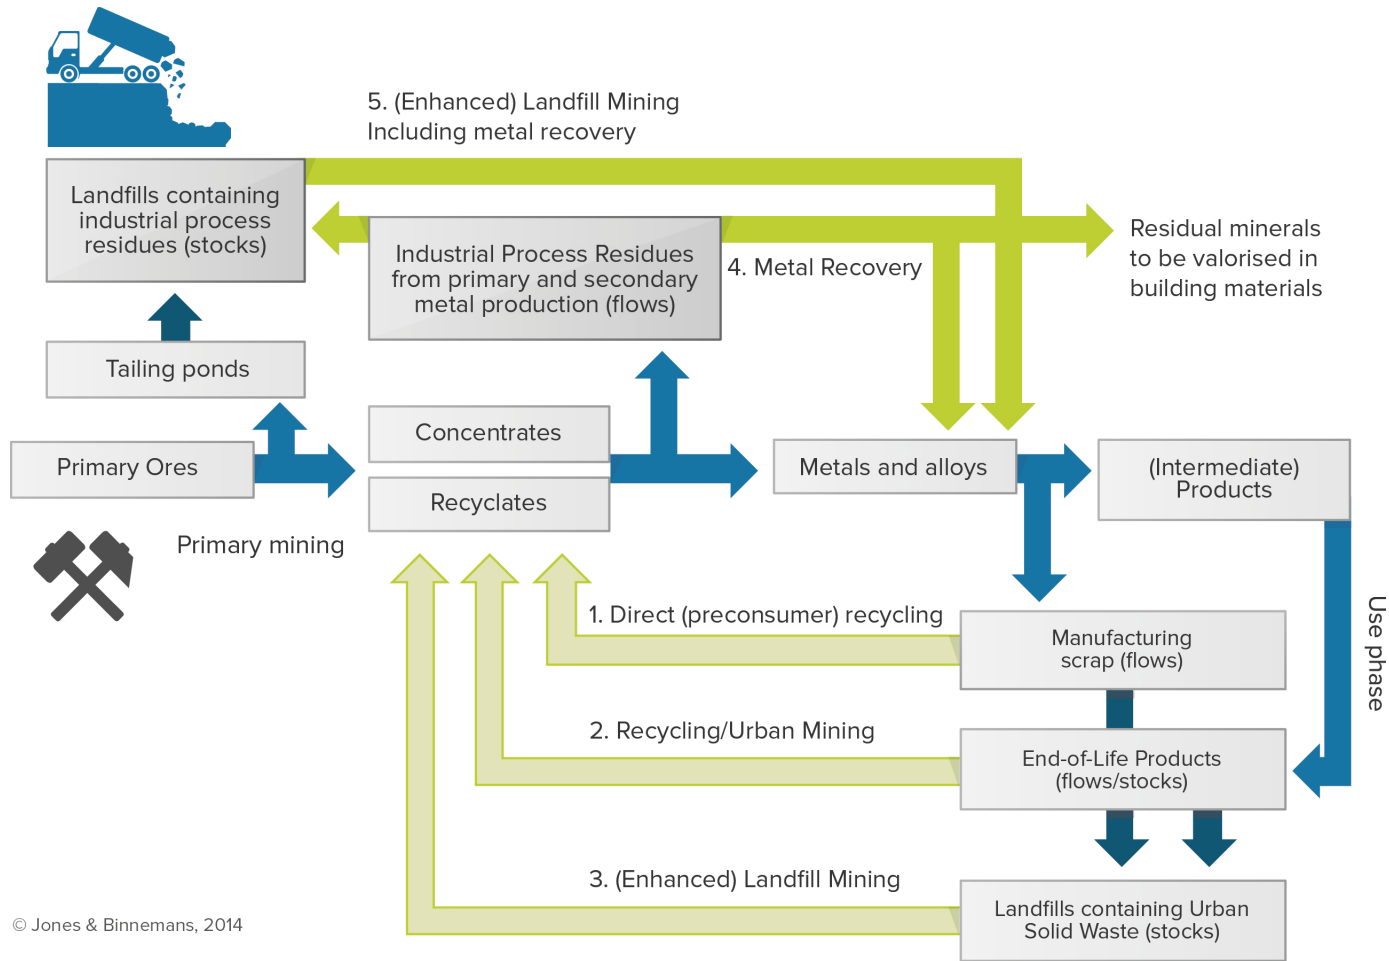 5. (Enhanced) Landfill Mining
Including metal recovery
Landfills containing
industrial process
residues (stocks)
Industrial Process Residues
from primary and secondary
metal production (flows)
4. Metal Recovery
Residual minerals
to be valorised in
building materials
Tailing ponds
Primary Ores
Concentrates
Recyclates
Metals and alloys
(Intermediate)
Products
Primary mining
1. Direct (preconsumer) recycling
Manufacturing
scrap (flows)
Use phase
2. Recycling/Urban Mining
End-of-Life Products
(flows/stocks)
3. (Enhanced) Landfill Mining
Landfills containing Urban
Solid Waste (stocks)
© Jones & Binnemans, 2014